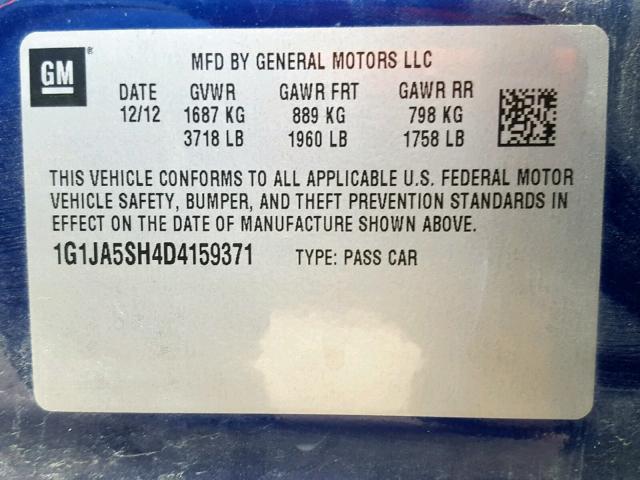 GM ®
MFD BY GENERAL MOTORS LLC
DATE GVWR GAWR FRT GAWR RR
12/12 1687 KG 889 KG 798 KG
3718 LB 1960 LB 1758 LB
THIS VEHICLE CONFORMS TO ALL APPLICABLE U.S. FEDERAL MOTOR
VEHICLE SAFETY, BUMPER, AND THEFT PREVENTION STANDARDS IN
EFFECT ON THE DATE OF MANUFACTURE SHOWN ABOVE.
1G1JA5SH4D4159371 TYPE: PASS CAR